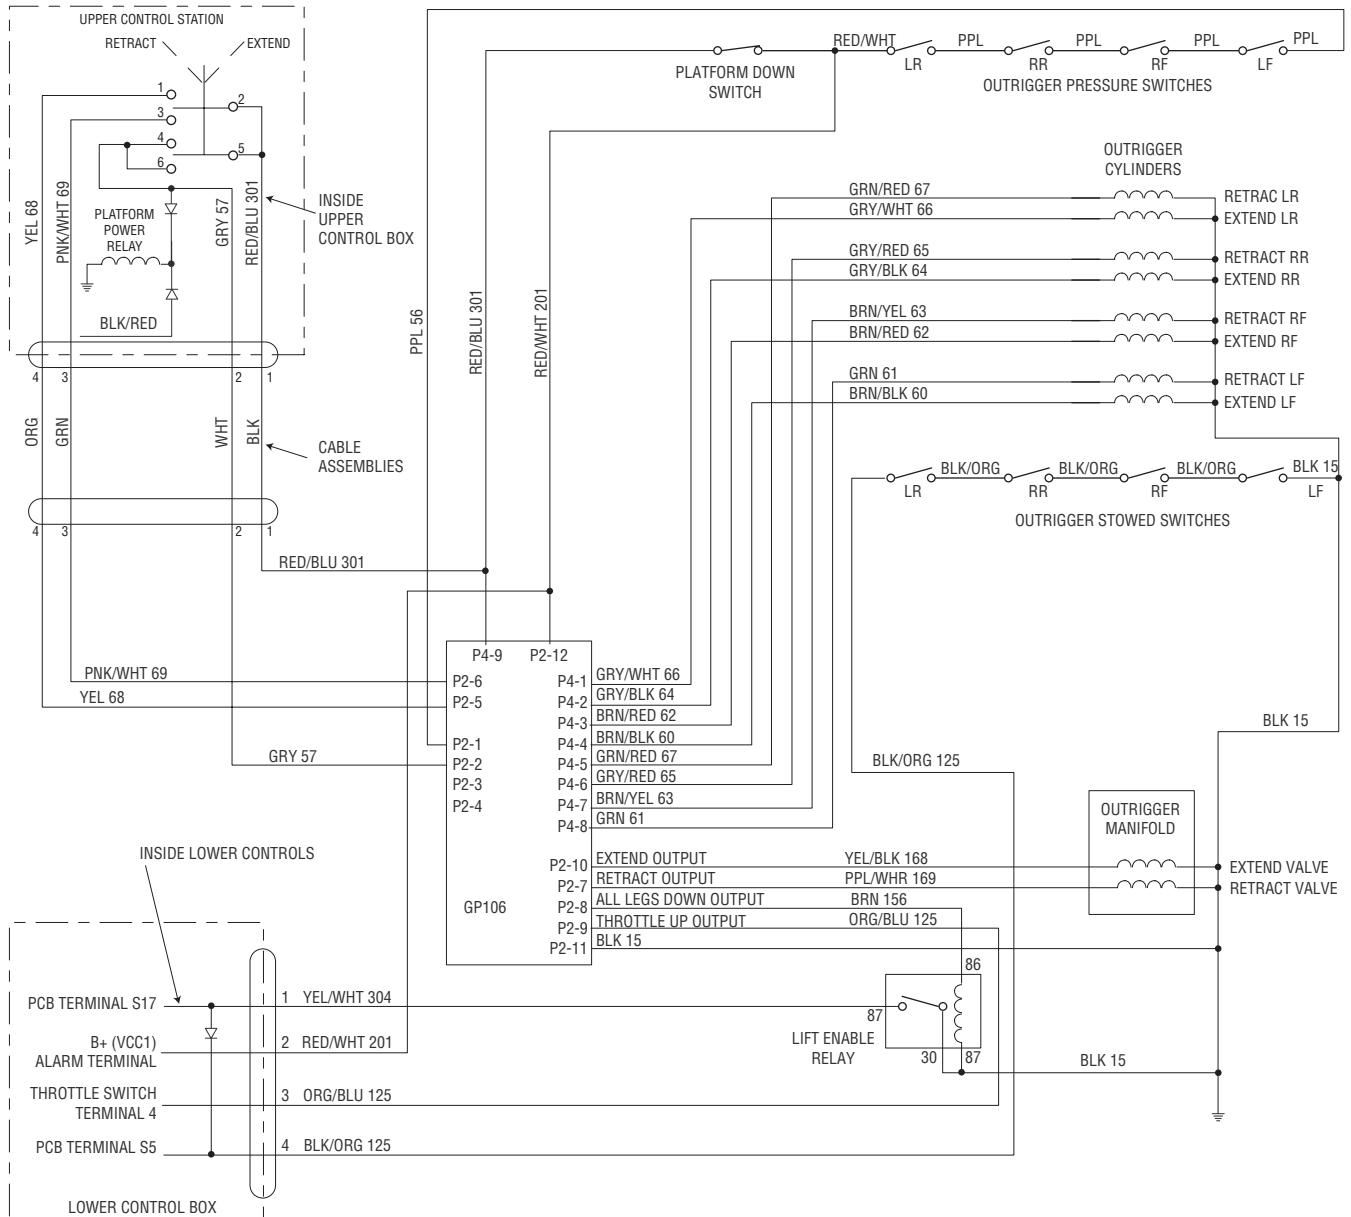 UPPER CONTROL STATION
RETRACT
EXTEND
1
2
3
4
5
6
YEL 68
PNK/WHT 69
PLATFORM
POWER
RELAY
GRY 57
RED/BLU 301
INSIDE
UPPER
CONTROL BOX
BLK/RED
4
3
2
1
ORG
GRN
WHT
BLK
CABLE
ASSEMBLIES
4
3
2
1
RED/BLU 301
PPL 56
RED/BLU 301
RED/WHT 201
PLATFORM DOWN
SWITCH
RED/WHT
PPL
PPL
PPL
PPL
LR
RR
RF
LF
OUTRIGGER PRESSURE SWITCHES
OUTRIGGER
CYLINDERS
GRN/RED 67
RETRAC LR
GRY/WHT 66
EXTEND LR
GRY/RED 65
RETRACT RR
GRY/BLK 64
EXTEND RR
BRN/YEL 63
RETRACT RF
BRN/RED 62
EXTEND RF
GRN 61
RETRACT LF
BRN/BLK 60
EXTEND LF
BLK/ORG
BLK/ORG
BLK/ORG
BLK 15
LR
RR
RF
LF
OUTRIGGER STOWED SWITCHES
PNK/WHT 69
YEL 68
GRY 57
P4-9
P2-12
P2-6
P2-5
P2-1
P2-2
P2-3
P2-4
GP106
P4-1
GRY/WHT 66
P4-2
GRY/BLK 64
P4-3
BRN/RED 62
P4-4
BRN/BLK 60
P4-5
GRN/RED 67
P4-6
GRY/RED 65
P4-7
BRN/YEL 63
P4-8
GRN 61
BLK/ORG 125
BLK 15
OUTRIGGER
MANIFOLD
P2-10
EXTEND OUTPUT
YEL/BLK 168
EXTEND VALVE
P2-7
RETRACT OUTPUT
PPL/WHR 169
RETRACT VALVE
P2-8
ALL LEGS DOWN OUTPUT
BRN 156
P2-9
THROTTLE UP OUTPUT
ORG/BLU 125
P2-11
BLK 15
INSIDE LOWER CONTROLS
PCB TERMINAL S17
1
YEL/WHT 304
B+ (VCC1)
ALARM TERMINAL
2
RED/WHT 201
THROTTLE SWITCH
TERMINAL 4
3
ORG/BLU 125
PCB TERMINAL S5
4
BLK/ORG 125
LOWER CONTROL BOX
86
87
LIFT ENABLE
RELAY
30
87
BLK 15